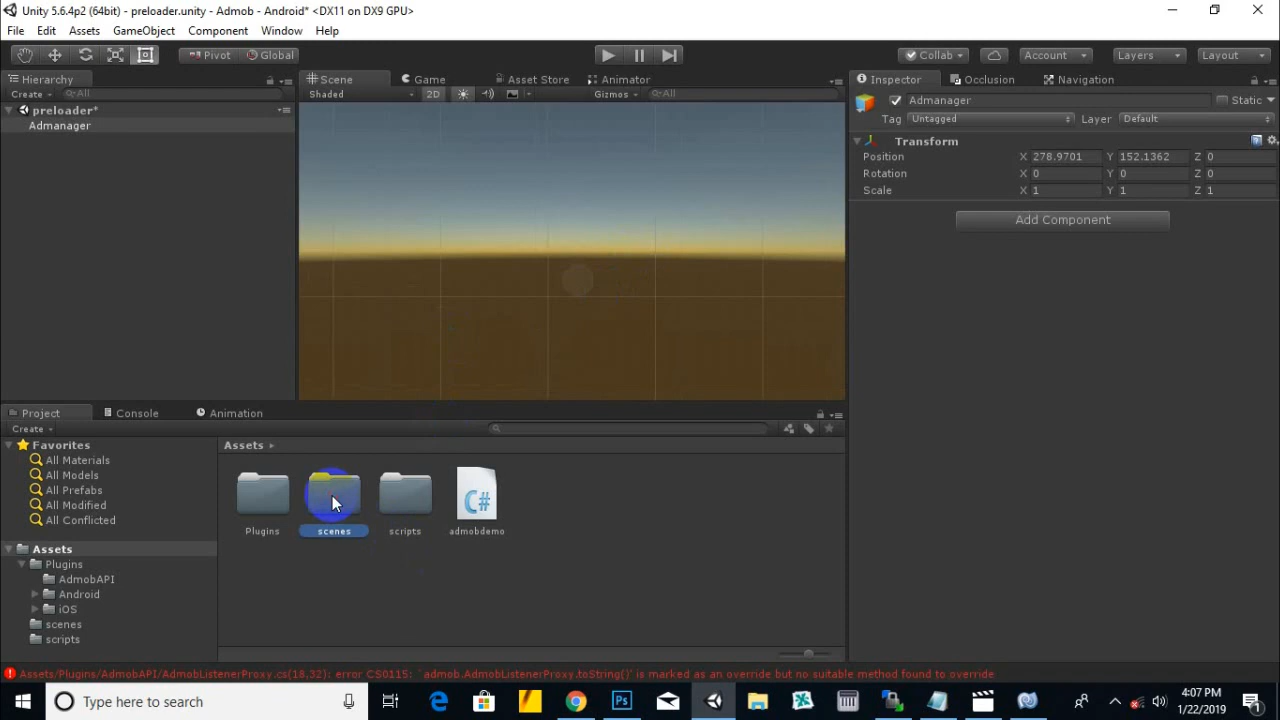 Unity 5.6.4p2 (64bit) - preloader.unity - Admob - Android* <DX11 on DX9 GPU>
File Edit Assets GameObject Component Window Help
Pivot Global Collab Account Layers Layout
Hierarchy Scene Game Asset Store Animator Inspector Occlusion Navigation
Create All Shaded 2D Gizmos All Admanager Static
preloader*
Tag Untagged Layer Default
Admanager
Transform
Position X 278.9701 Y 152.1362 Z 0
Rotation X 0 Y 0 Z 0
Scale X 1 Y 1 Z 1
Add Component
Project Console Animation
Create
Favorites
All Materials
All Models
All Prefabs
All Modified
All Conflicted
Assets
Plugins
AdmobAPI
Android
iOS
scenes
scripts
Assets
C#
Plugins scenes scripts admobdemo
Assets/Plugins/AdmobAPI/AdmobListenerProxy.cs(18,32): error CS0115: `admob.AdmobListenerProxy.toString()' is marked as an override but no suitable method found to override
Type here to search
Ps
4:07 PM
1/22/2019
1